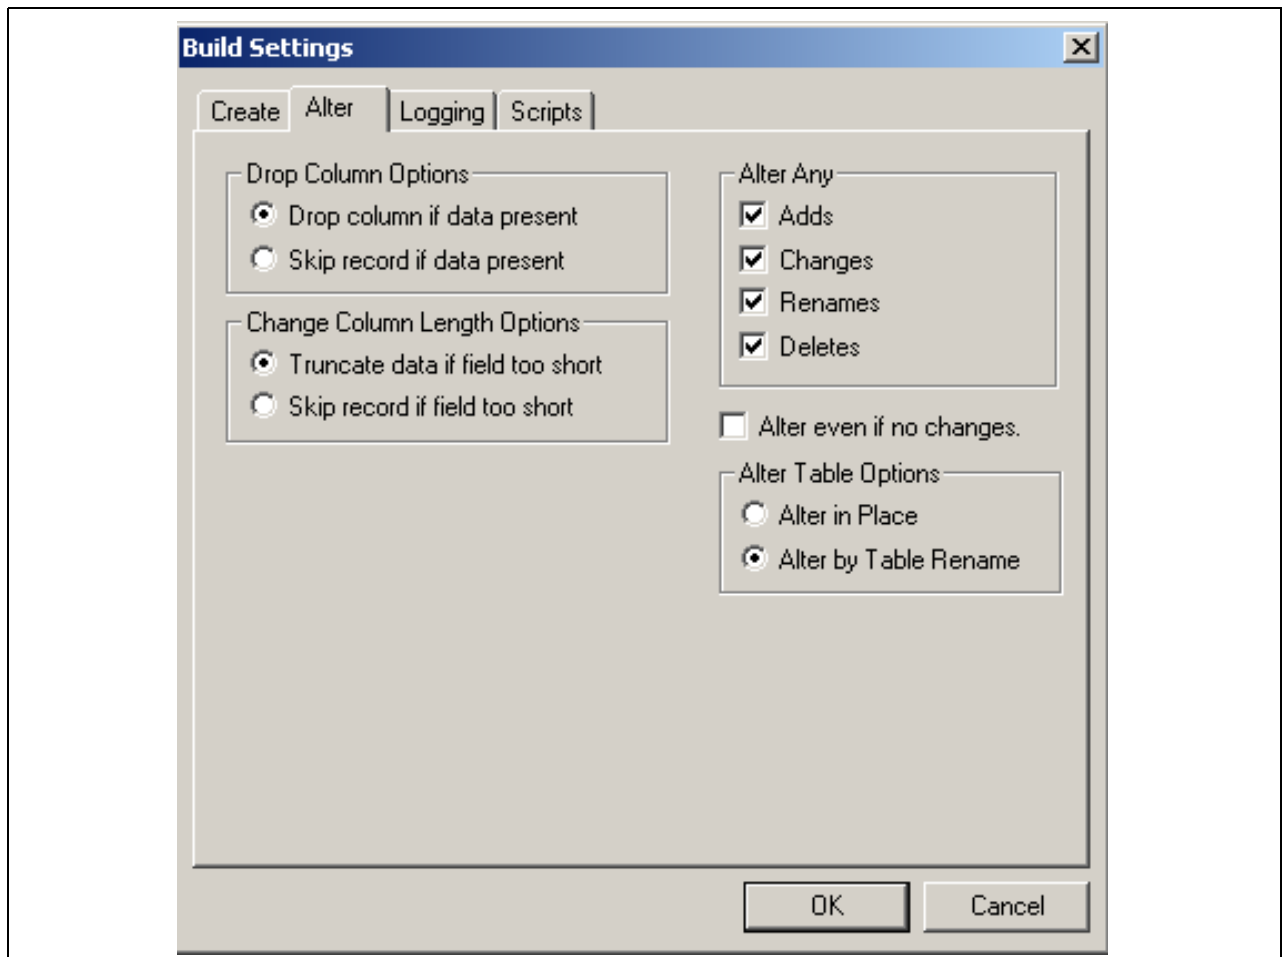 Build Settings
Create
Alter
Logging
Scripts
Drop Column Options
Drop column if data present
Skip record if data present
Change Column Length Options
Truncate data if field too short
Skip record if field too short
Alter Any
Adds
Changes
Renames
Deletes
Alter even if no changes.
Alter Table Options
Alter in Place
Alter by Table Rename
OK
Cancel